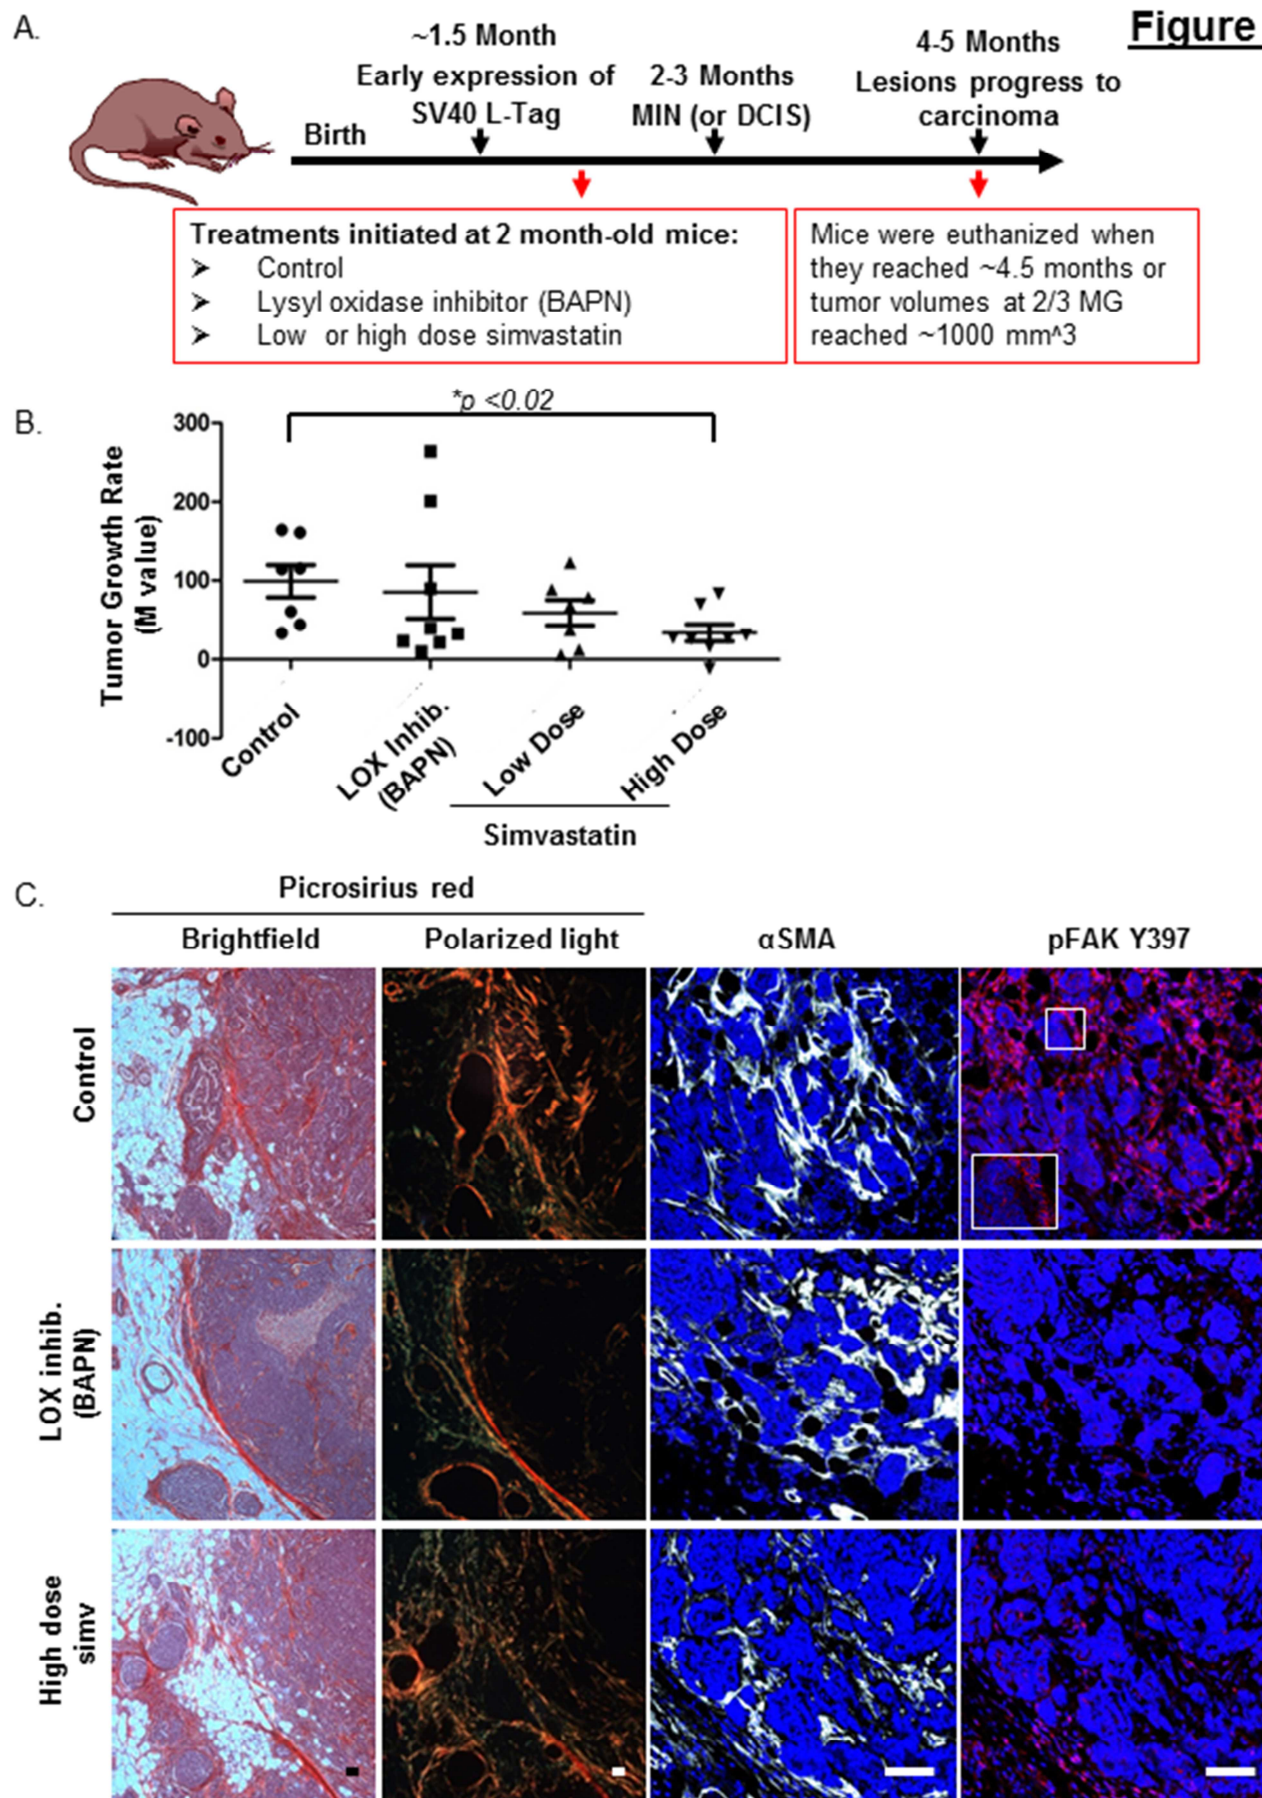 A.
Figure
~1.5 Month
Early expression of
SV40 L-Tag
2-3 Months
MIN (or DCIS)
4-5 Months
Lesions progress to
carcinoma
Birth
Treatments initiated at 2 month-old mice:
➢ Control
➢ Lysyl oxidase inhibitor (BAPN)
➢ Low or high dose simvastatin
Mice were euthanized when
they reached ~4.5 months or
tumor volumes at 2/3 MG
reached ~1000 mm^3
B.
*p <0.02
Tumor Growth Rate
(M value)
300
200
100
0
-100
Control
LOX Inhib.
(BAPN)
Low Dose
High Dose
Simvastatin
C.
Picrosirius red
Brightfield
Polarized light
αSMA
pFAK Y397
Control
LOX inhib.
(BAPN)
High dose
simv